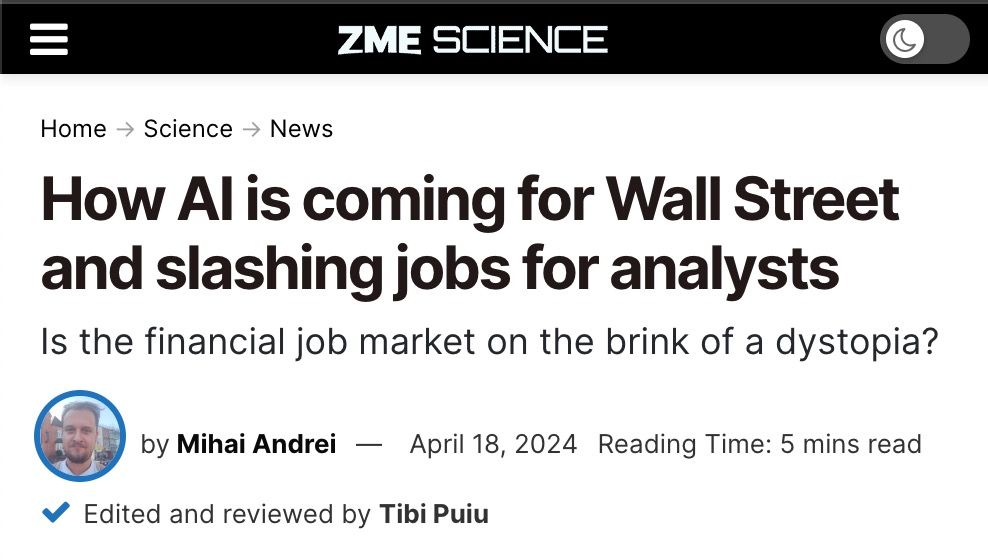 ZME SCIENCE
Home → Science → News
How AI is coming for Wall Street
and slashing jobs for analysts
Is the financial job market on the brink of a dystopia?
by Mihai Andrei — April 18, 2024 Reading Time: 5 mins read
Edited and reviewed by Tibi Puiu